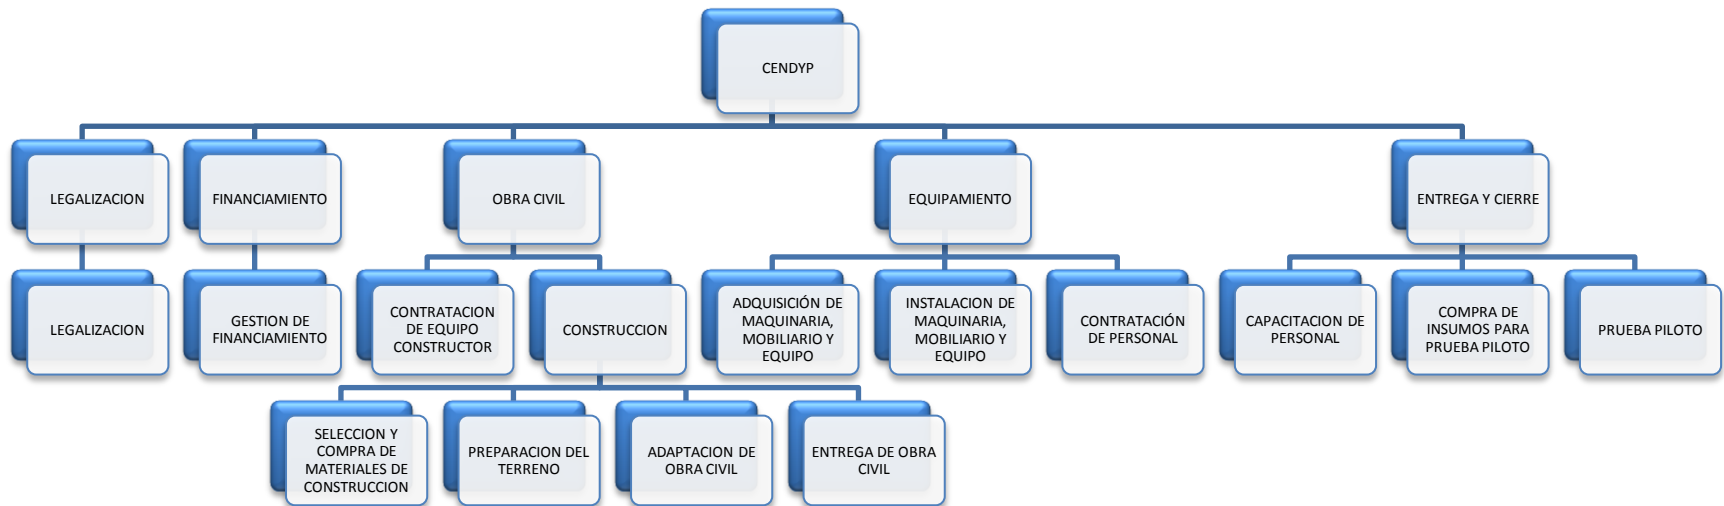 CENDYP
LEGALIZACION
FINANCIAMIENTO
OBRA CIVIL
EQUIPAMIENTO
ENTREGA Y CIERRE
LEGALIZACION
GESTION DE
FINANCIAMIENTO
CONTRATACION
DE EQUIPO
CONSTRUCTOR
CONSTRUCCION
ADQUISICIÓN DE
MAQUINARIA,
MOBILIARIO Y
EQUIPO
INSTALACION DE
MAQUINARIA,
MOBILIARIO Y
EQUIPO
CONTRATACIÓN
DE PERSONAL
CAPACITACION DE
PERSONAL
COMPRA DE
INSUMOS PARA
PRUEBA PILOTO
PRUEBA PILOTO
SELECCION Y
COMPRA DE
MATERIALES DE
CONSTRUCCION
PREPARACION DEL
TERRENO
ADAPTACION DE
OBRA CIVIL
ENTREGA DE OBRA
CIVIL